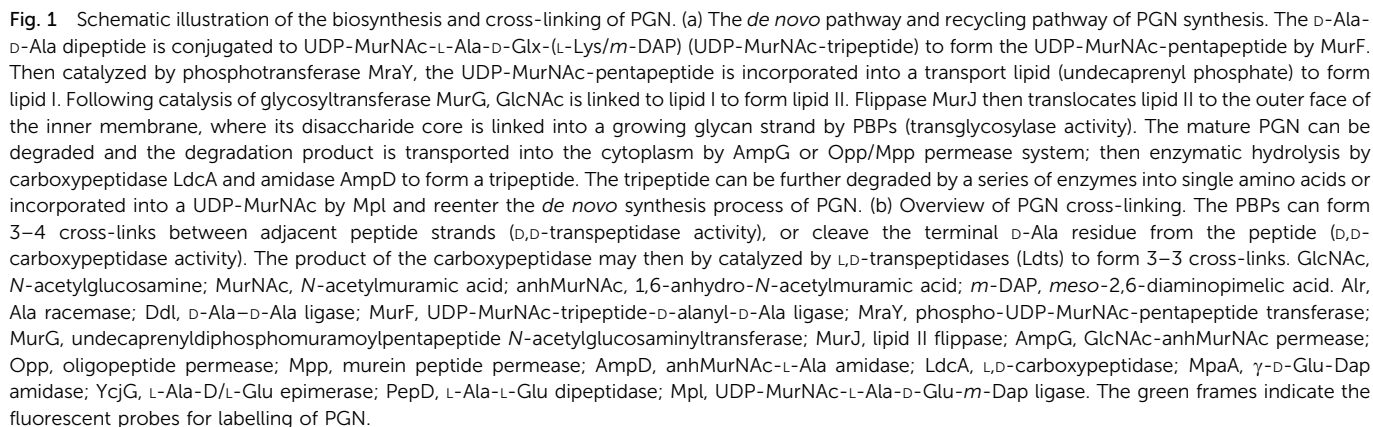 Fig. 1 Schematic illustration of the biosynthesis and cross-linking of PGN. (a) The de novo pathway and recycling pathway of PGN synthesis. The D-Ala-
D-Ala dipeptide is conjugated to UDP-MurNAc-L-Ala-D-Glx-(L-Lys/m-DAP) (UDP-MurNAc-tripeptide) to form the UDP-MurNAc-pentapeptide by MurF.
Then catalyzed by phosphotransferase MraY, the UDP-MurNAc-pentapeptide is incorporated into a transport lipid (undecaprenyl phosphate) to form
lipid I. Following catalysis of glycosyltransferase MurG, GlcNAc is linked to lipid I to form lipid II. Flippase MurJ then translocates lipid II to the outer face of
the inner membrane, where its disaccharide core is linked into a growing glycan strand by PBPs (transglycosylase activity). The mature PGN can be
degraded and the degradation product is transported into the cytoplasm by AmpG or Opp/Mpp permease system; then enzymatic hydrolysis by
carboxypeptidase LdcA and amidase AmpD to form a tripeptide. The tripeptide can be further degraded by a series of enzymes into single amino acids or
incorporated into a UDP-MurNAc by Mpl and reenter the de novo synthesis process of PGN. (b) Overview of PGN cross-linking. The PBPs can form
3–4 cross-links between adjacent peptide strands (D,D-transpeptidase activity), or cleave the terminal D-Ala residue from the peptide (D,D-
carboxypeptidase activity). The product of the carboxypeptidase may then by catalyzed by L,D-transpeptidases (Ldts) to form 3–3 cross-links. GlcNAc,
N-acetylglucosamine; MurNAc, N-acetylmuramic acid; anhMurNAc, 1,6-anhydro-N-acetylmuramic acid; m-DAP, meso-2,6-diaminopimelic acid. Alr,
Ala racemase; Ddl, D-Ala–D-Ala ligase; MurF, UDP-MurNAc-tripeptide-D-alanyl-D-Ala ligase; MraY, phospho-UDP-MurNAc-pentapeptide transferase;
MurG, undecaprenyldiphosphomuramoylpentapeptide N-acetylglucosaminyltransferase; MurJ, lipid II flippase; AmpG, GlcNAc-anhMurNAc permease;
Opp, oligopeptide permease; Mpp, murein peptide permease; AmpD, anhMurNAc-L-Ala amidase; LdcA, L,D-carboxypeptidase; MpaA, γ-D-Glu-Dap
amidase; YcjG, L-Ala-D/L-Glu epimerase; PepD, L-Ala-L-Glu dipeptidase; Mpl, UDP-MurNAc-L-Ala-D-Glu-m-Dap ligase. The green frames indicate the
fluorescent probes for labelling of PGN.